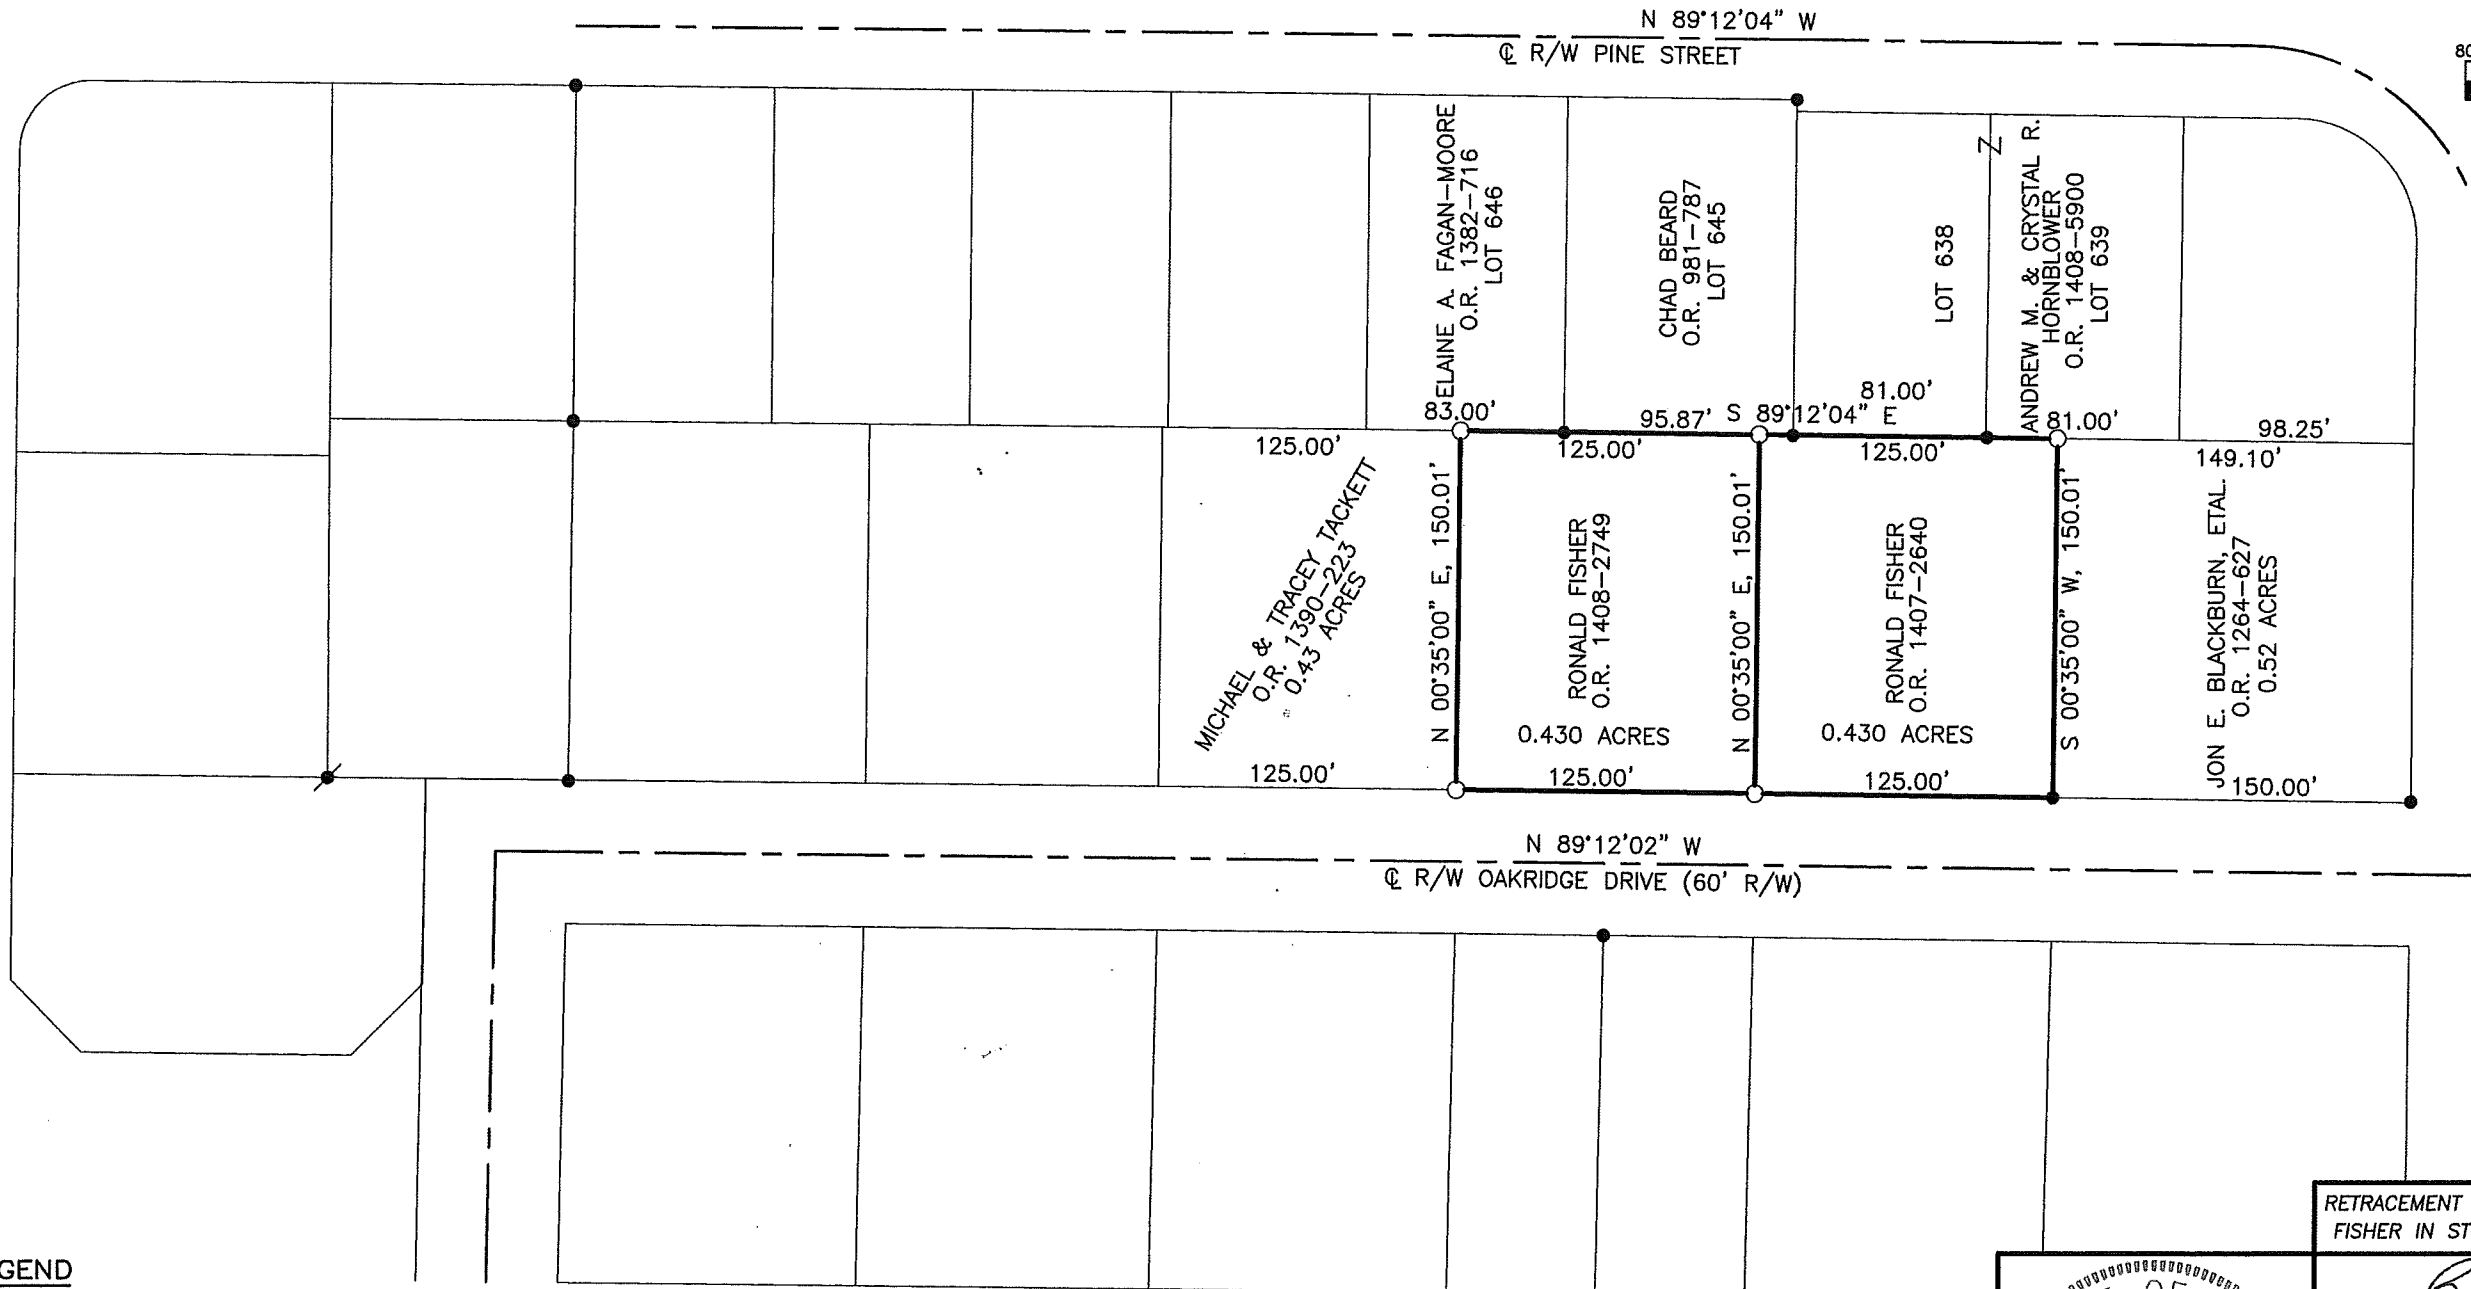 N 89°12'04" W
℄ R/W PINE STREET
80
ELAINE A. FAGAN-MOORE
O.R. 1382-716
LOT 646
CHAD BEARD
O.R. 981-787
LOT 645
LOT 638
Z
ANDREW M. & CRYSTAL R.
HORNBLOWER
O.R. 1408-5900
LOT 639
83.00'
95.87'
S 89°12'04" E
81.00'
81.00'
98.25'
125.00'
125.00'
125.00'
149.10'
MICHAEL & TRACEY TACKETT
O.R. 1390-223
0.43 ACRES
N 00°35'00" E, 150.01'
RONALD FISHER
O.R. 1408-2749
0.430 ACRES
N 00°35'00" E, 150.01'
RONALD FISHER
O.R. 1407-2640
0.430 ACRES
S 00°35'00" W, 150.01'
JON E. BLACKBURN, ETAL.
O.R. 1264-627
0.52 ACRES
125.00'
125.00'
125.00'
150.00'
N 89°12'02" W
℄ R/W OAKRIDGE DRIVE (60' R/W)
RETRACEMENT
FISHER IN ST
GEND